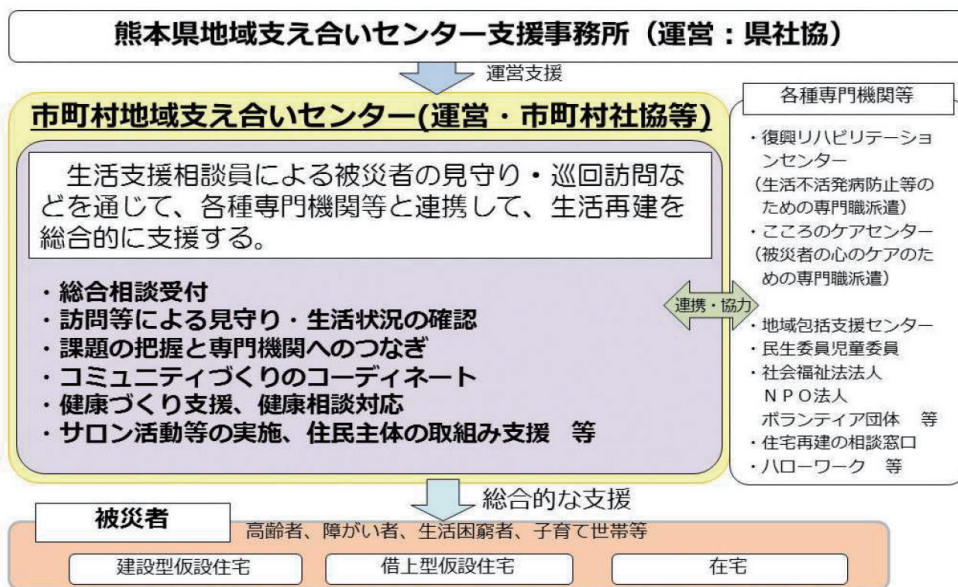 熊本県地域支え合いセンター支援事務所（運営：県社協）
運営支援
市町村地域支え合いセンター(運営・市町村社協等)
生活支援相談員による被災者の見守り・巡回訪問な
どを通じて、各種専門機関等と連携して、生活再建を
総合的に支援する。
・総合相談受付
・訪問等による見守り・生活状況の確認
・課題の把握と専門機関へのつなぎ
・コミュニティづくりのコーディネート
・健康づくり支援、健康相談対応
・サロン活動等の実施、住民主体の取組み支援　等
連携・協力
各種専門機関等
・復興リハビリテーショ
ンセンター
（生活不活発病防止等の
ための専門職派遣）
・こころのケアセンター
（被災者の心のケアのた
めの専門職派遣）
・地域包括支援センター
・民生委員児童委員
・社会福祉法法人
ＮＰＯ法人
ボランティア団体　等
・住宅再建の相談窓口
・ハローワーク　等
総合的な支援
被災者
高齢者、障がい者、生活困窮者、子育て世帯等
建設型仮設住宅
借上型仮設住宅
在宅